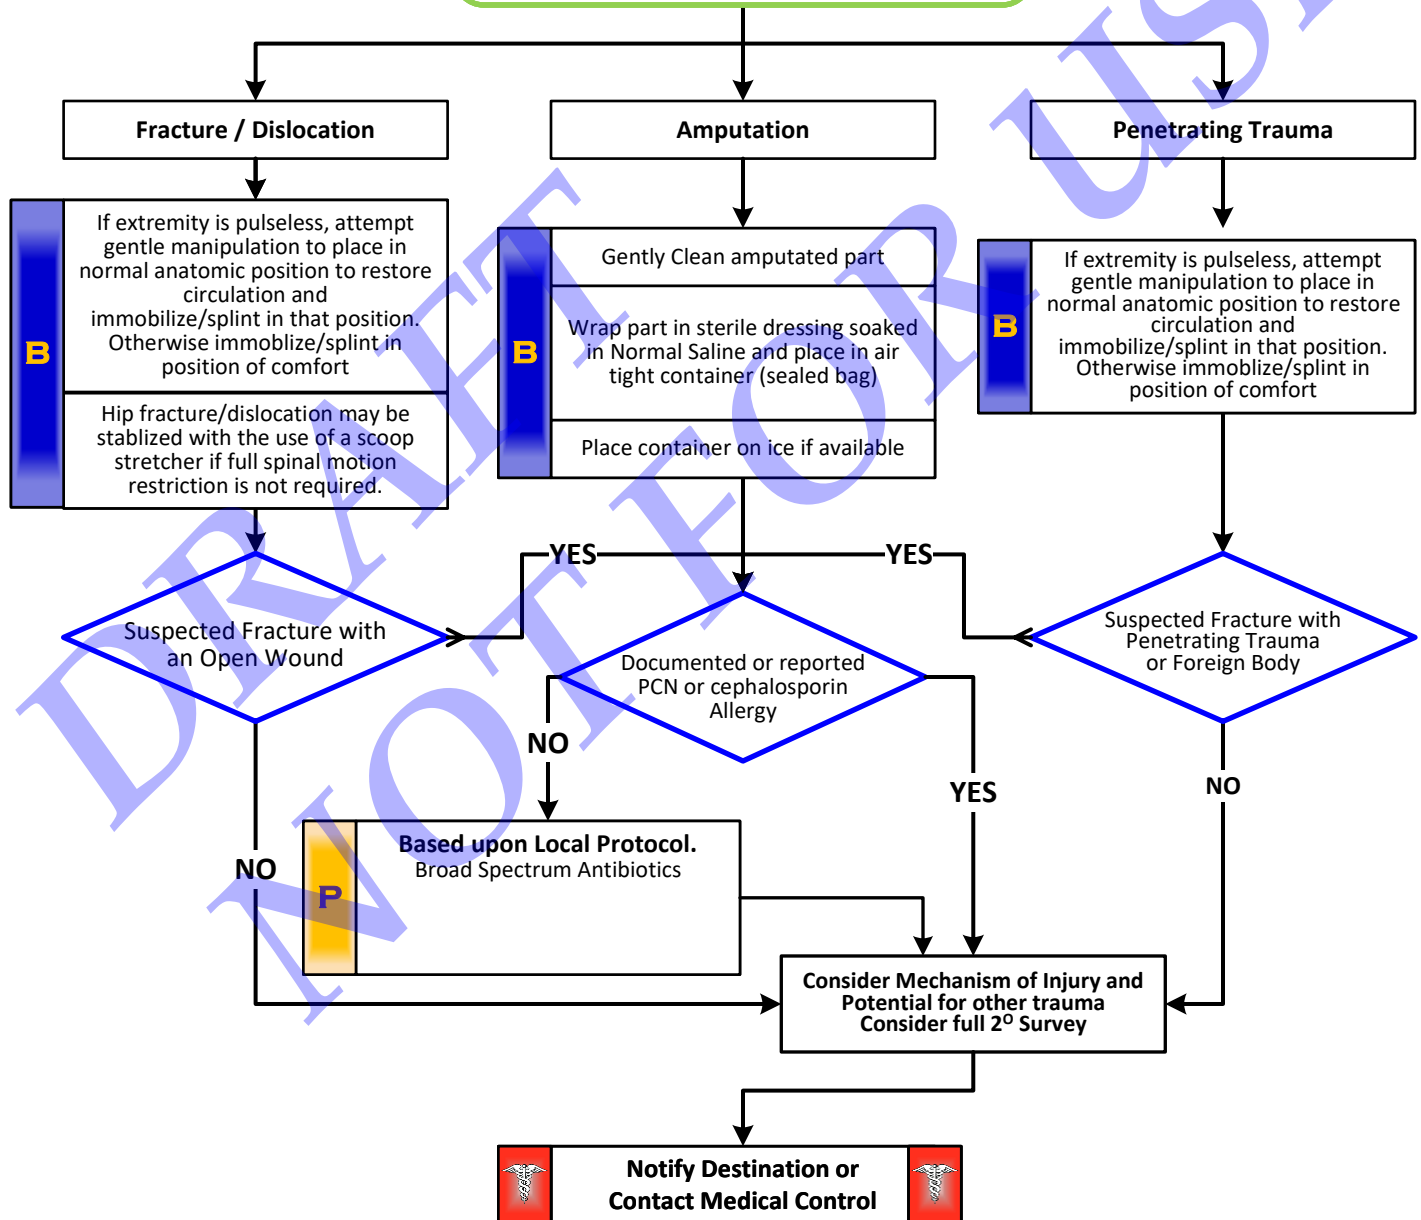 Fracture / Dislocation
Amputation
Penetrating Trauma
B
If extremity is pulseless, attempt
gentle manipulation to place in
normal anatomic position to restore
circulation and
immobilize/splint in that position.
Otherwise immoblize/splint in
position of comfort
Hip fracture/dislocation may be
stablized with the use of a scoop
stretcher if full spinal motion
restriction is not required.
B
Gently Clean amputated part
Wrap part in sterile dressing soaked
in Normal Saline and place in air
tight container (sealed bag)
Place container on ice if available
B
If extremity is pulseless, attempt
gentle manipulation to place in
normal anatomic position to restore
circulation and
immobilize/splint in that position.
Otherwise immoblize/splint in
position of comfort
YES
YES
Suspected Fracture with
an Open Wound
Documented or reported
PCN or cephalosporin
Allergy
Suspected Fracture with
Penetrating Trauma
or Foreign Body
NO
YES
NO
NO
P
Based upon Local Protocol.
Broad Spectrum Antibiotics
Consider Mechanism of Injury and
Potential for other trauma
Consider full 2º Survey
Notify Destination or
Contact Medical Control
DRAFT
NOT FOR US